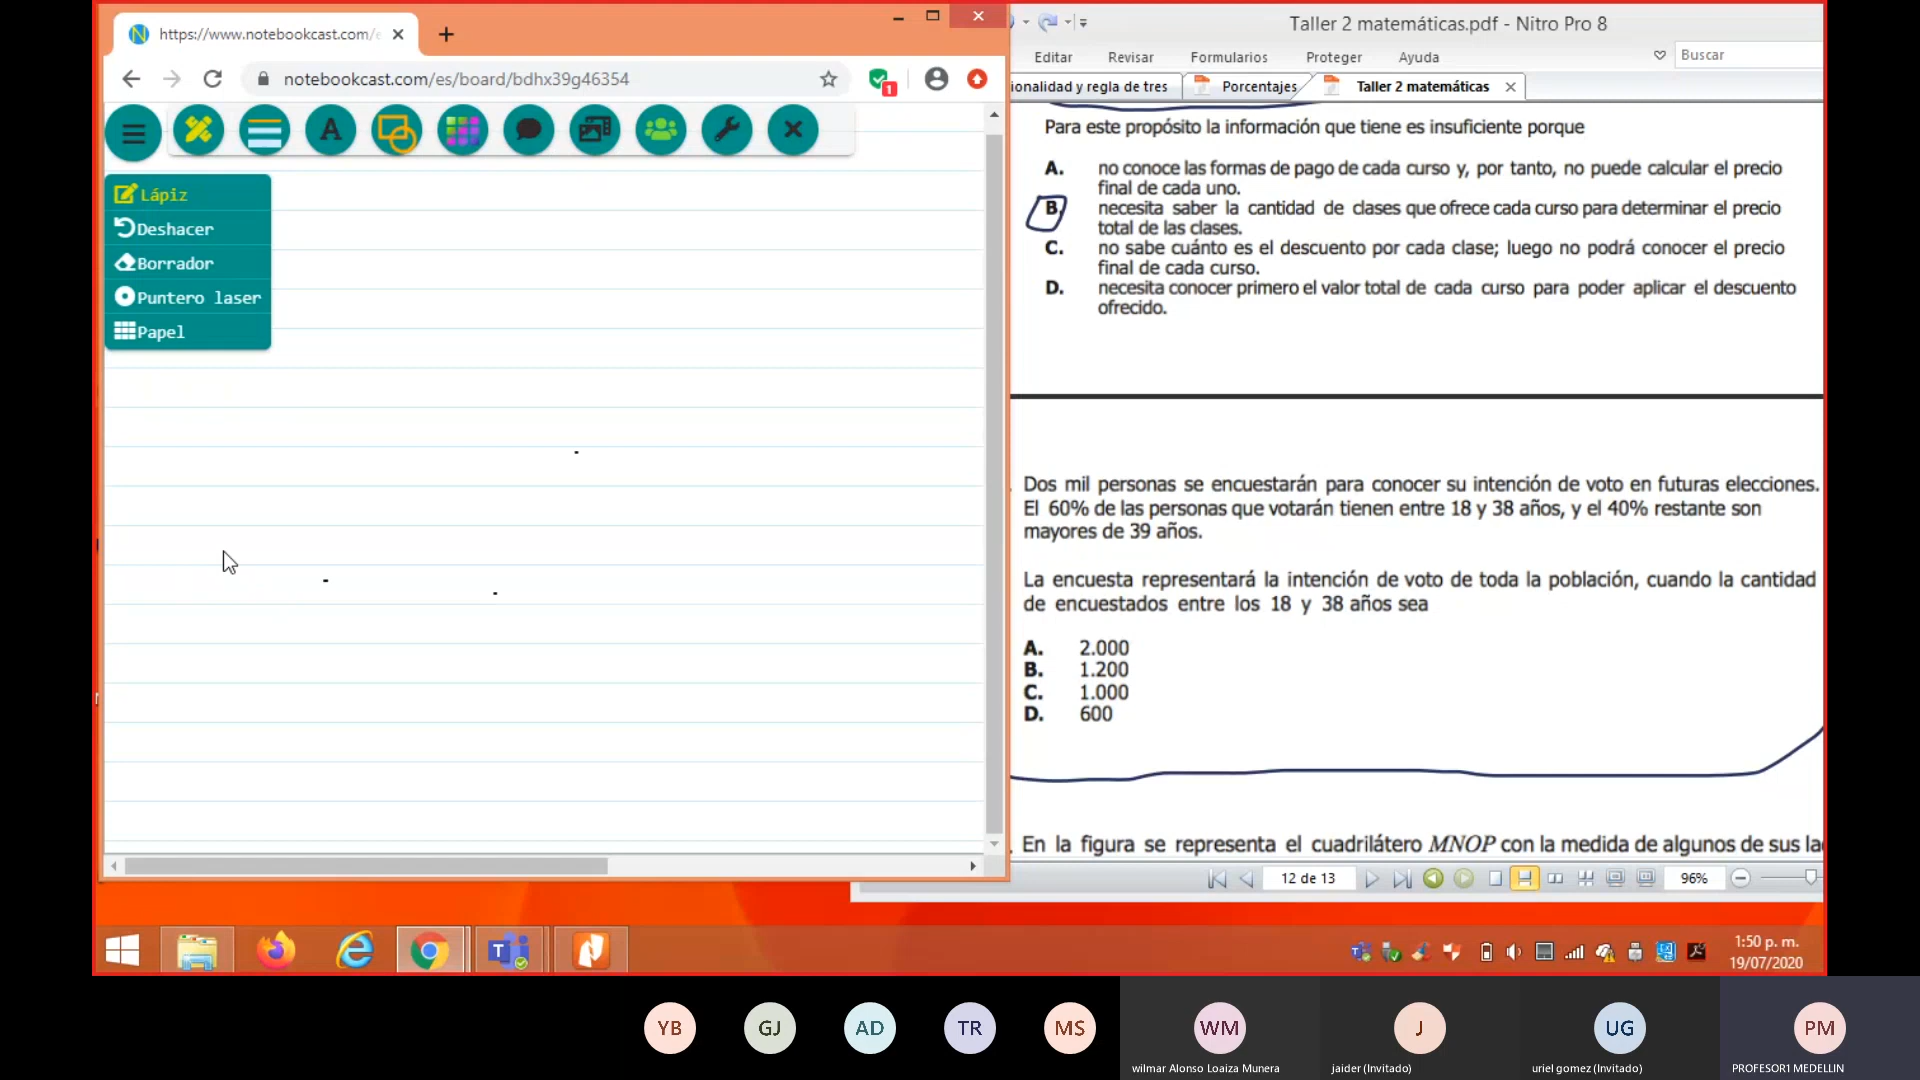 https://www.notebookcast.com/e
notebookcast.com/es/board/bdhx39g46354
1
A
Lápiz
Deshacer
Borrador
Puntero laser
Papel
Taller 2 matemáticas.pdf - Nitro Pro 8
Editar Revisar Formularios Proteger Ayuda Buscar
ionalidad y regla de tres Porcentajes Taller 2 matemáticas
Para este propósito la información que tiene es insuficiente porque
A. no conoce las formas de pago de cada curso y, por tanto, no puede calcular el precio
final de cada uno.
B. necesita saber la cantidad de clases que ofrece cada curso para determinar el precio
total de las clases.
C. no sabe cuánto es el descuento por cada clase; luego no podrá conocer el precio
final de cada curso.
D. necesita conocer primero el valor total de cada curso para poder aplicar el descuento
ofrecido.
Dos mil personas se encuestarán para conocer su intención de voto en futuras elecciones.
El 60% de las personas que votarán tienen entre 18 y 38 años, y el 40% restante son
mayores de 39 años.
La encuesta representará la intención de voto de toda la población, cuando la cantidad
de encuestados entre los 18 y 38 años sea
A. 2.000
B. 1.200
C. 1.000
D. 600
. En la figura se representa el cuadrilátero MNOP con la medida de algunos de sus la
12 de 13 96%
1:50 p. m.
19/07/2020
YB GJ AD TR MS WM J UG PM
wilmar Alonso Loaiza Munera jaider (Invitado) uriel gomez (Invitado) PROFESOR1 MEDELLIN